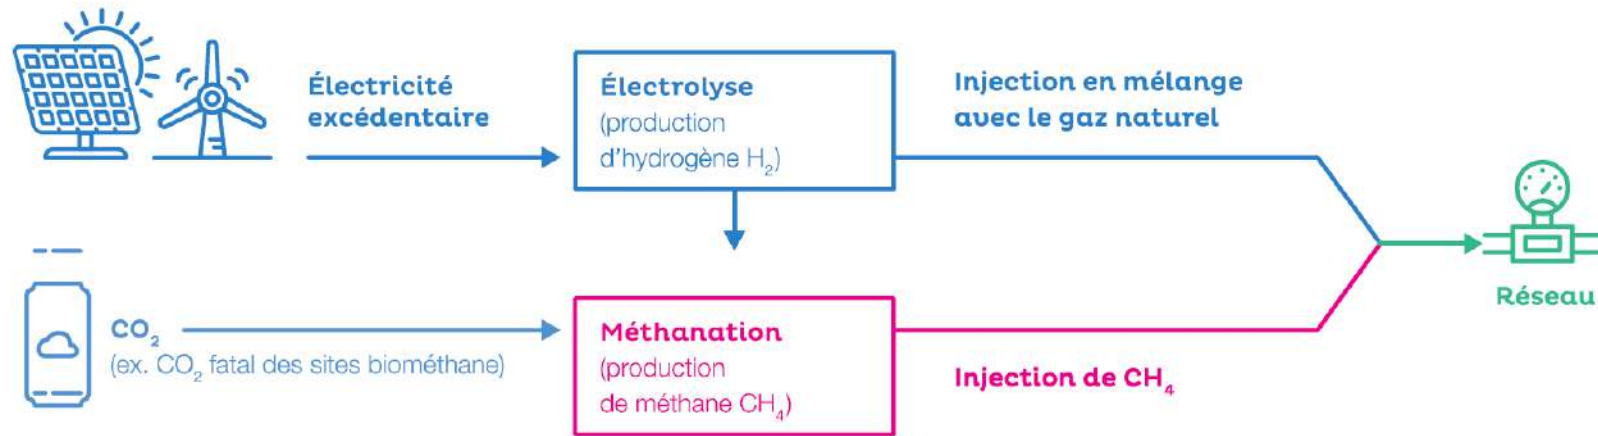 Électricité
excédentaire
Électrolyse
(production
d'hydrogène H₂)
Injection en mélange
avec le gaz naturel
Réseau
CO₂
(ex. CO₂ fatal des sites biométhane)
Méthanation
(production
de méthane CH₄)
Injection de CH₄